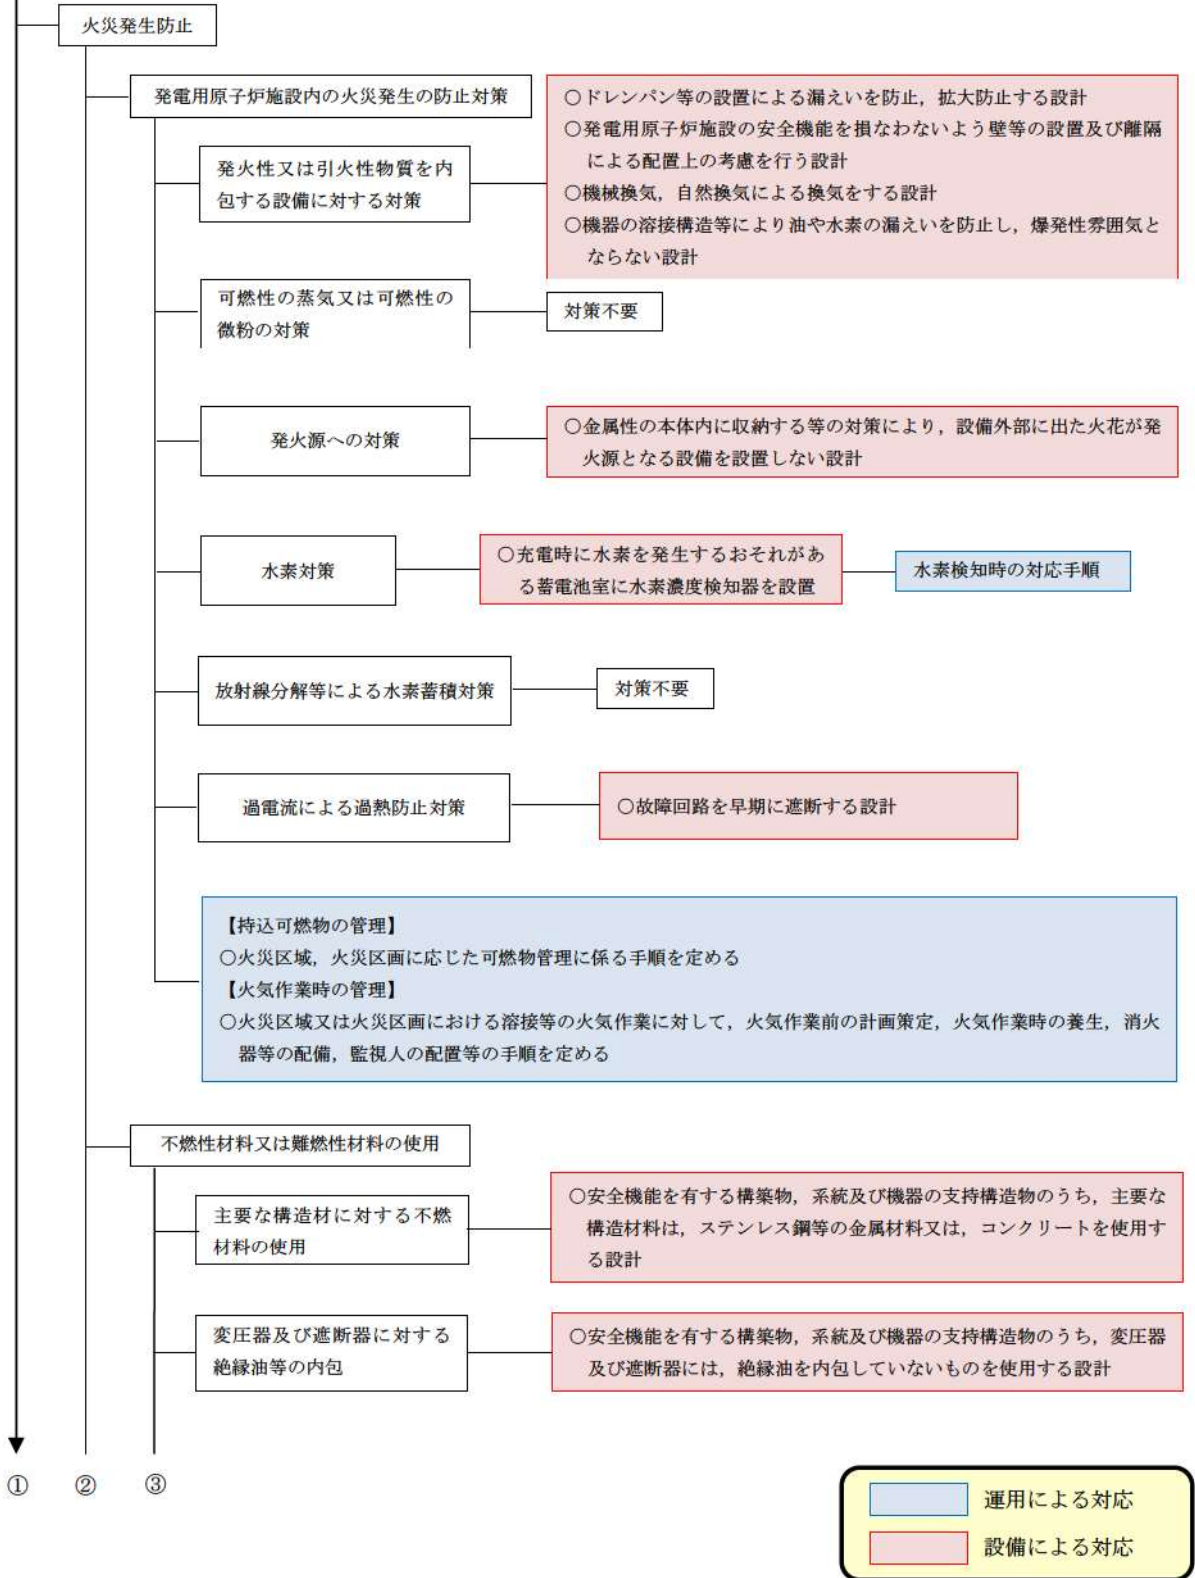 火災発生防止
発電用原子炉施設内の火災発生の防止対策
発火性又は引火性物質を内
包する設備に対する対策
○ドレンパン等の設置による漏えいを防止，拡大防止する設計
○発電用原子炉施設の安全機能を損なわないよう壁等の設置及び離隔
による配置上の考慮を行う設計
○機械換気，自然換気による換気をする設計
○機器の溶接構造等により油や水素の漏えいを防止し，爆発性雰囲気と
ならない設計
可燃性の蒸気又は可燃性の
微粉の対策
対策不要
発火源への対策
○金属性の本体内に収納する等の対策により，設備外部に出た火花が発
火源となる設備を設置しない設計
水素対策
○充電時に水素を発生するおそれがあ
る蓄電池室に水素濃度検知器を設置
水素検知時の対応手順
放射線分解等による水素蓄積対策
対策不要
過電流による過熱防止対策
○故障回路を早期に遮断する設計
【持込可燃物の管理】
○火災区域，火災区画に応じた可燃物管理に係る手順を定める
【火気作業時の管理】
○火災区域又は火災区画における溶接等の火気作業に対して，火気作業前の計画策定，火気作業時の養生，消火
器等の配備，監視人の配置等の手順を定める
不燃性材料又は難燃性材料の使用
主要な構造材に対する不燃
材料の使用
○安全機能を有する構築物，系統及び機器の支持構造物のうち，主要な
構造材料は，ステンレス鋼等の金属材料又は，コンクリートを使用す
る設計
変圧器及び遮断器に対する
絶縁油等の内包
○安全機能を有する構築物，系統及び機器の支持構造物のうち，変圧器
及び遮断器には，絶縁油を内包していないものを使用する設計
① ② ③
運用による対応
設備による対応